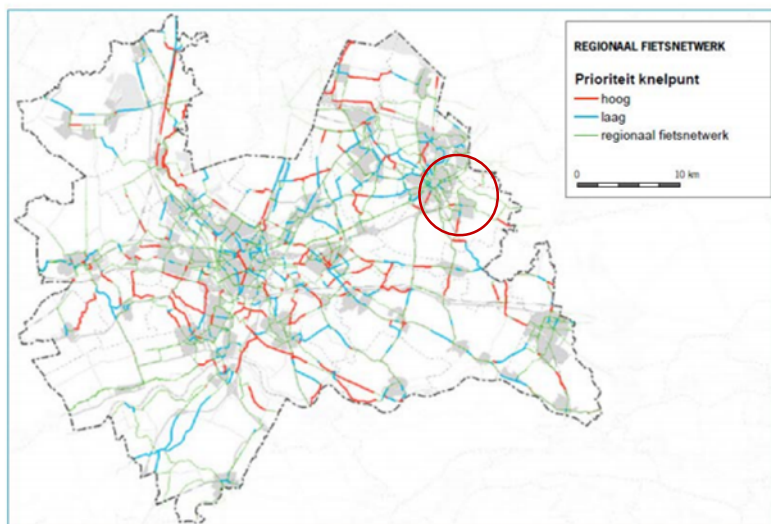 REGIONAAL FIETSNETWERK
Prioriteit knelpunt
hoog
laag
regionaal fietsnetwerk
0
10 km